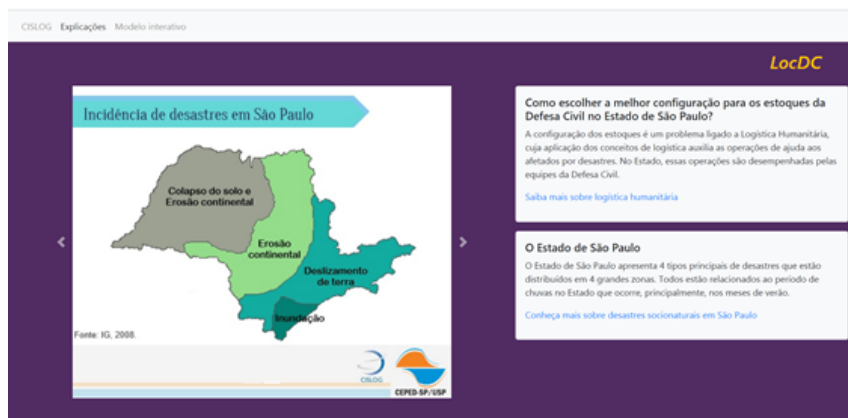 CISLOG Explicações Modelo interativo
LocDC
Incidência de desastres em São Paulo
Colapso do solo e
Erosão continental
Erosão
continental
Deslizamento
de terra
Inundação
Fonte: IG, 2008.
CISLOG
CEPED-SP/USP
Como escolher a melhor configuração para os estoques da
Defesa Civil no Estado de São Paulo?
A configuração dos estoques é um problema ligado a Logística Humanitária,
cuja aplicação dos conceitos de logística auxilia as operações de ajuda aos
afetados por desastres. No Estado, essas operações são desempenhadas pelas
equipes da Defesa Civil.
Saiba mais sobre logística humanitária
O Estado de São Paulo
O Estado de São Paulo apresenta 4 tipos principais de desastres que estão
distribuídos em 4 grandes zonas. Todos estão relacionados ao período de
chuvas no Estado que ocorre, principalmente, nos meses de verão.
Conheça mais sobre desastres socionaturais em São Paulo